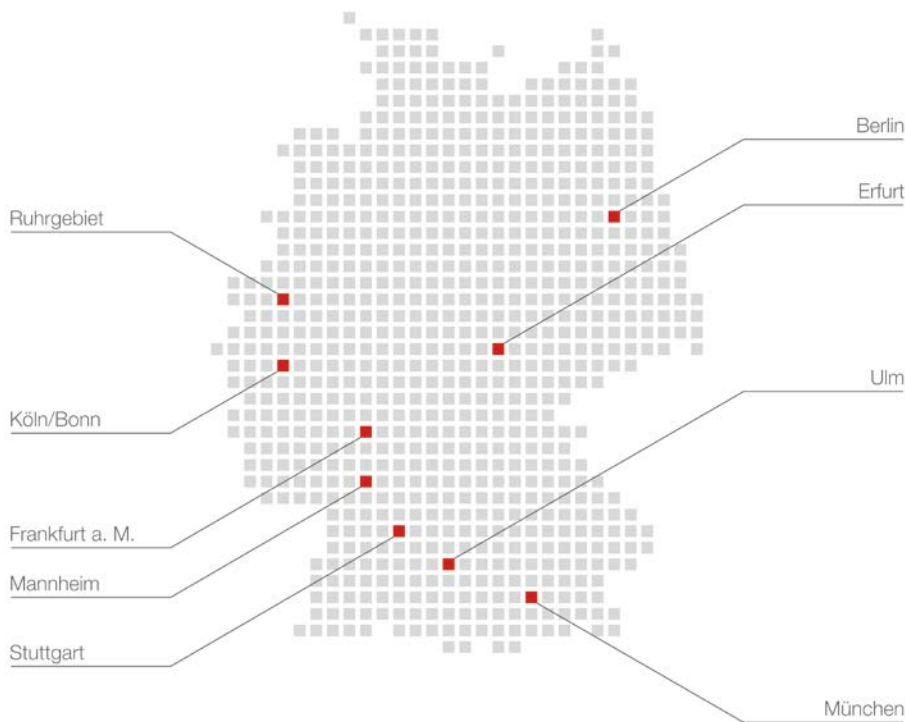 Berlin
Erfurt
Ruhrgebiet
Ulm
Köln/Bonn
Frankfurt a. M.
Mannheim
Stuttgart
München